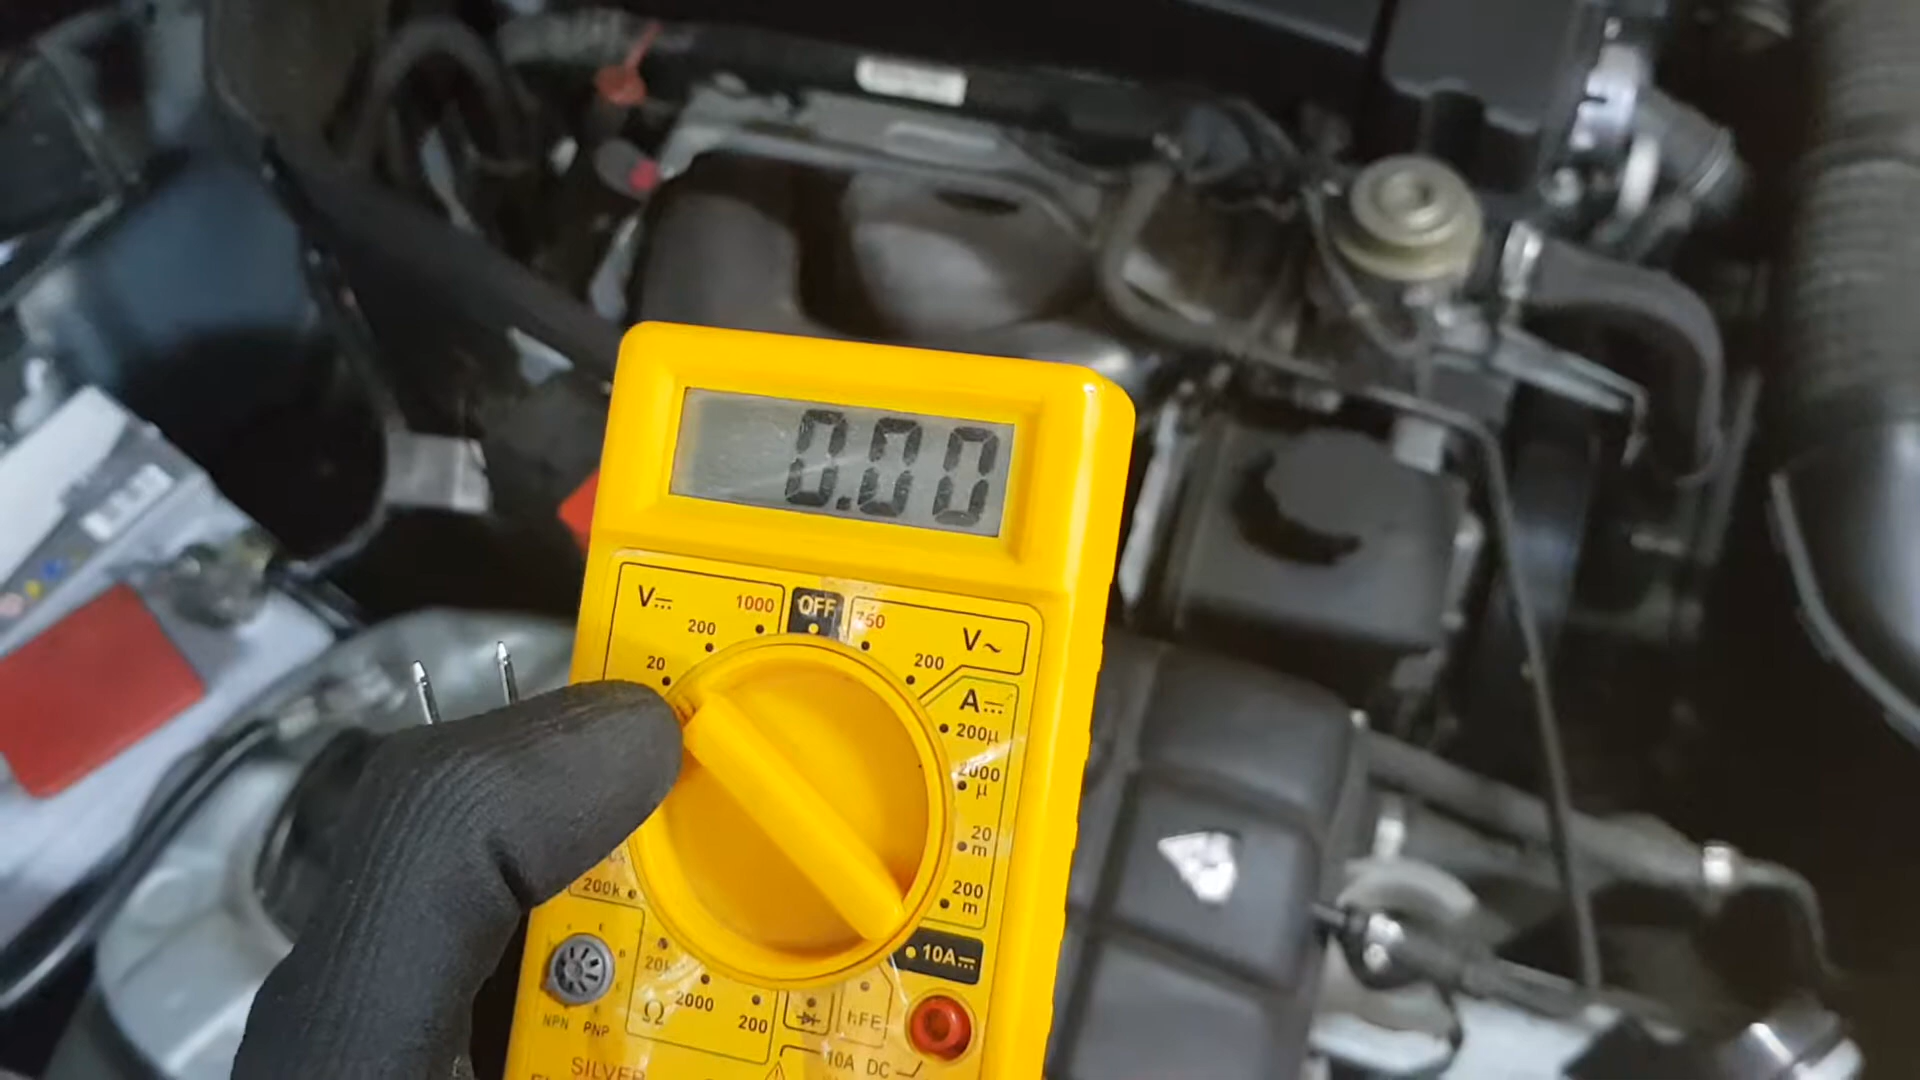 0.00
V⎓ 1000 OFF 750 V~
200 200
20 A⎓
200µ
2000
µ
20
m
200
200k m
10A⎓
20k
Ω 2000
200 hFE
NPN PNP
10A DC
SILVER